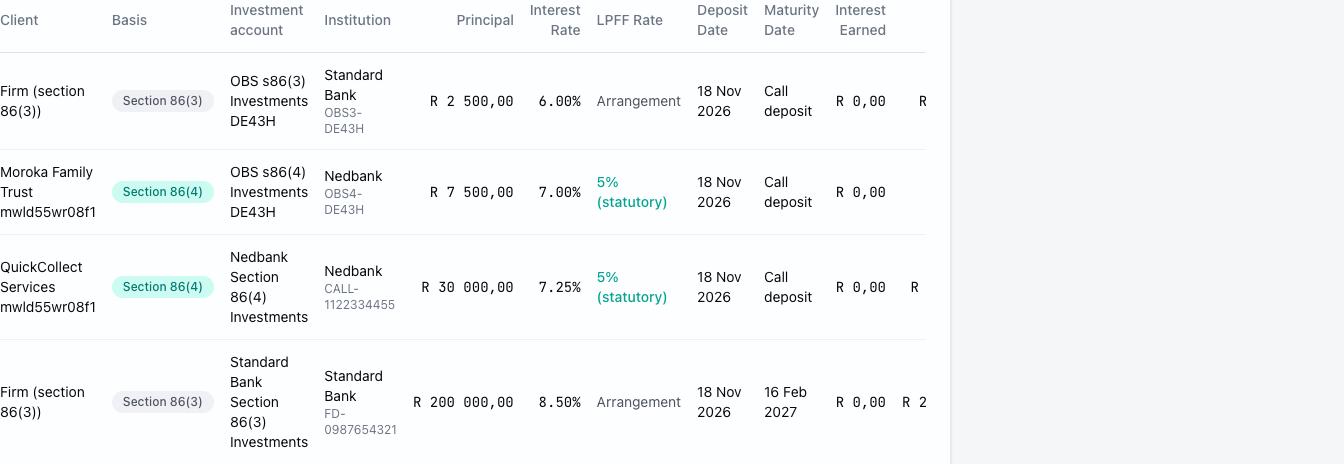 Client Basis Investment account Institution Principal Interest Rate LPFF Rate Deposit Date Maturity Date Interest Earned
Firm (section 86(3)) Section 86(3) OBS s86(3) Investments DE43H Standard Bank OBS3-DE43H R 2 500,00 6.00% Arrangement 18 Nov 2026 Call deposit R 0,00 R
Moroka Family Trust mwld55wr08f1 Section 86(4) OBS s86(4) Investments DE43H Nedbank OBS4-DE43H R 7 500,00 7.00% 5% (statutory) 18 Nov 2026 Call deposit R 0,00
QuickCollect Services mwld55wr08f1 Section 86(4) Nedbank Section 86(4) Investments Nedbank CALL-1122334455 R 30 000,00 7.25% 5% (statutory) 18 Nov 2026 Call deposit R 0,00 R
Firm (section 86(3)) Section 86(3) Standard Bank Section 86(3) Investments Standard Bank FD-0987654321 R 200 000,00 8.50% Arrangement 18 Nov 2026 16 Feb 2027 R 0,00 R 2